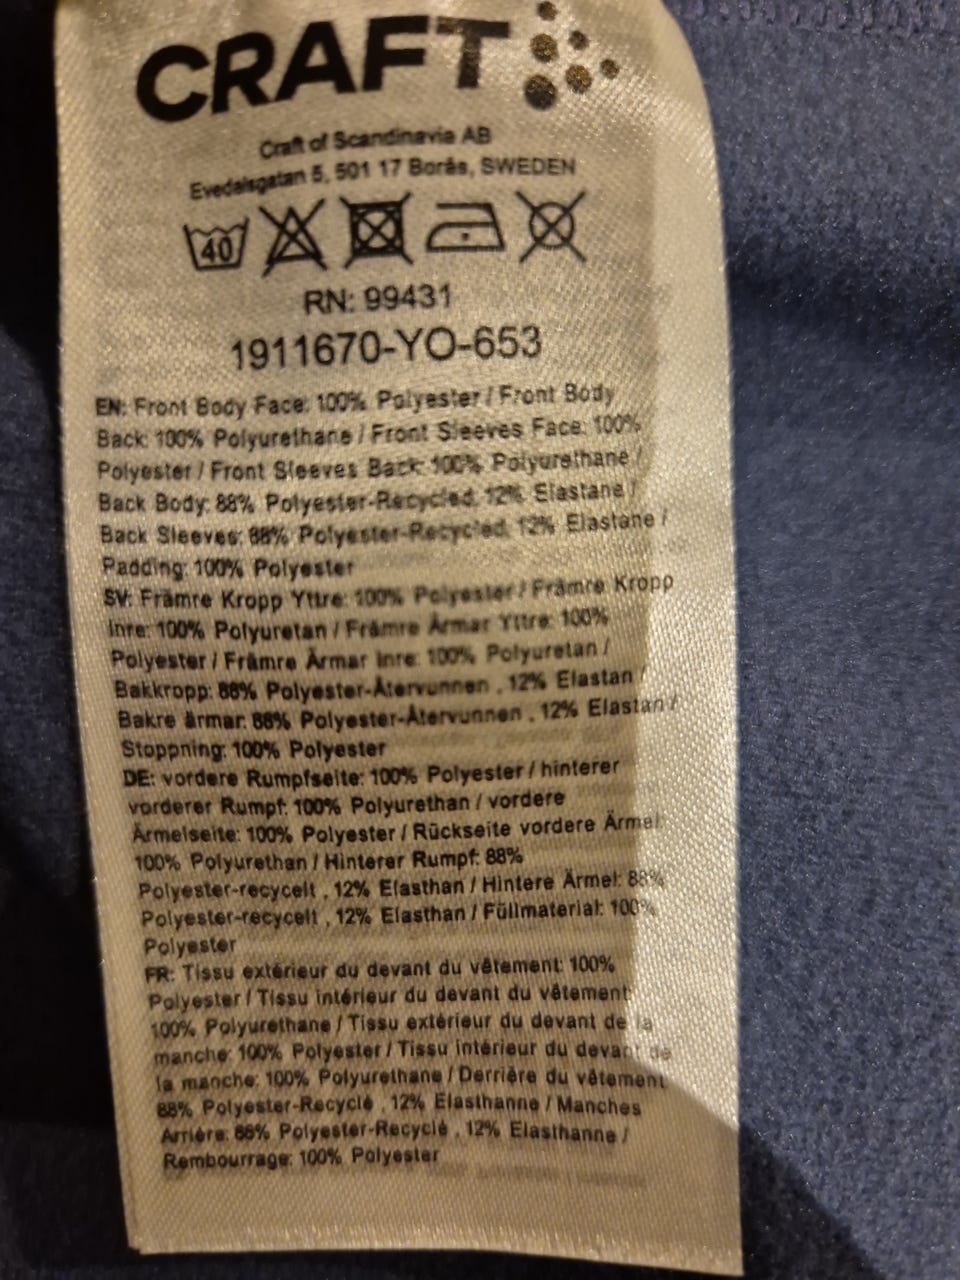 CRAFT
Craft of Scandinavia AB
Evedalsgatan 5, 501 17 Borås, SWEDEN
40
RN: 99431
1911670-YO-653
EN: Front Body Face: 100% Polyester / Front Body
Back: 100% Polyurethane / Front Sleeves Face: 100%
Polyester / Front Sleeves Back: 100% Polyurethane /
Back Body: 88% Polyester-Recycled, 12% Elastane /
Back Sleeves: 88% Polyester-Recycled, 12% Elastane /
Padding: 100% Polyester
SV: Främre Kropp Yttre: 100% Polyester / Främre Kropp
Inre: 100% Polyuretan / Främre Ärmar Yttre: 100%
Polyester / Främre Ärmar Inre: 100% Polyuretan /
Bakkropp: 88% Polyester-Återvunnen , 12% Elastan /
Bakre ärmar: 88% Polyester-Återvunnen , 12% Elastan /
Stoppning: 100% Polyester
DE: vordere Rumpfseite: 100% Polyester / hinterer
vorderer Rumpf: 100% Polyurethan / vordere
Ärmelseite: 100% Polyester / Rückseite vordere Ärmel:
100% Polyurethan / Hinterer Rumpf: 88%
Polyester-recycelt , 12% Elasthan / Hintere Ärmel: 88%
Polyester-recycelt , 12% Elasthan / Füllmaterial: 100%
Polyester
FR: Tissu extérieur du devant du vêtement: 100%
Polyester / Tissu intérieur du devant du vêtement:
100% Polyurethane / Tissu extérieur du devant de la
manche: 100% Polyester / Tissu intérieur du devant de
la manche: 100% Polyurethane / Derrière du vêtement:
88% Polyester-Recyclé , 12% Elasthanne / Manches
Arrière: 88% Polyester-Recyclé , 12% Elasthanne /
Rembourrage: 100% Polyester